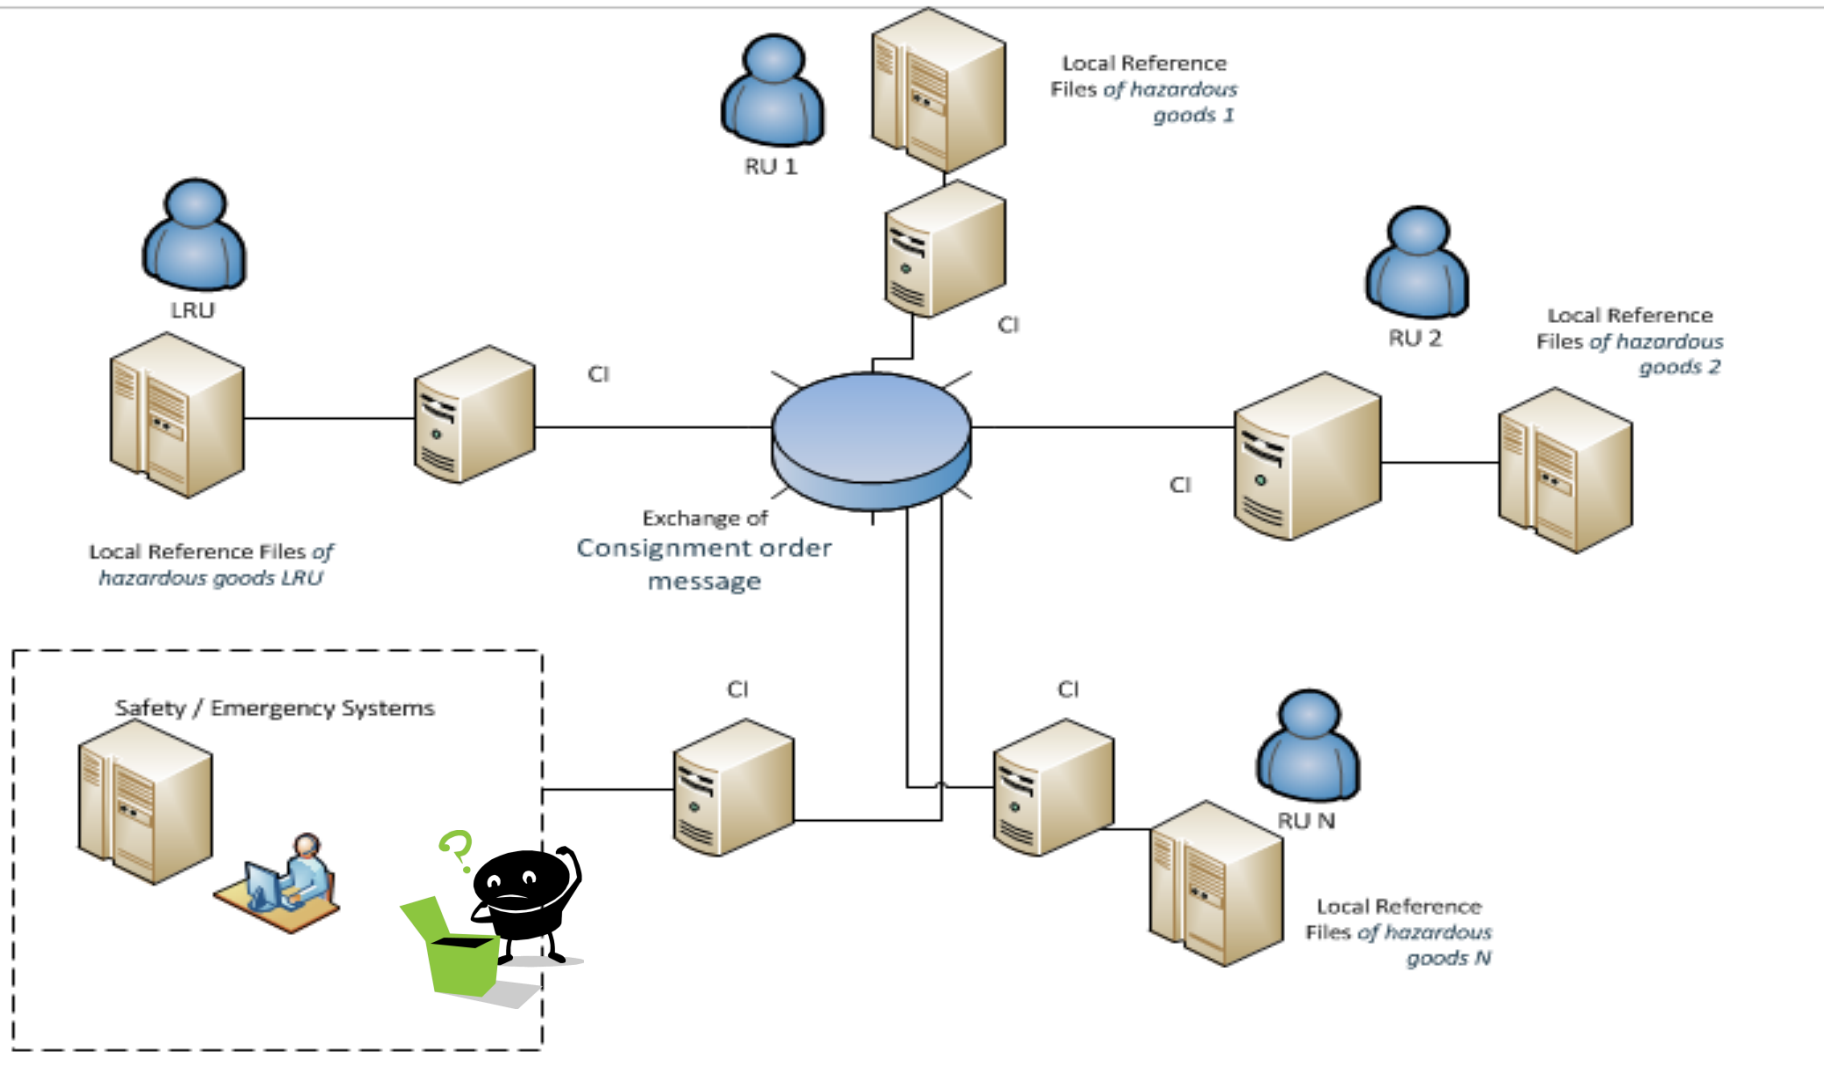 Local Reference
Files of hazardous
goods 1
RU 1
LRU
CI
RU 2
Local Reference
Files of hazardous
goods 2
CI
CI
Exchange of
Consignment order
message
Local Reference Files of
hazardous goods LRU
Safety / Emergency Systems
CI
CI
RU N
Local Reference
Files of hazardous
goods N
?